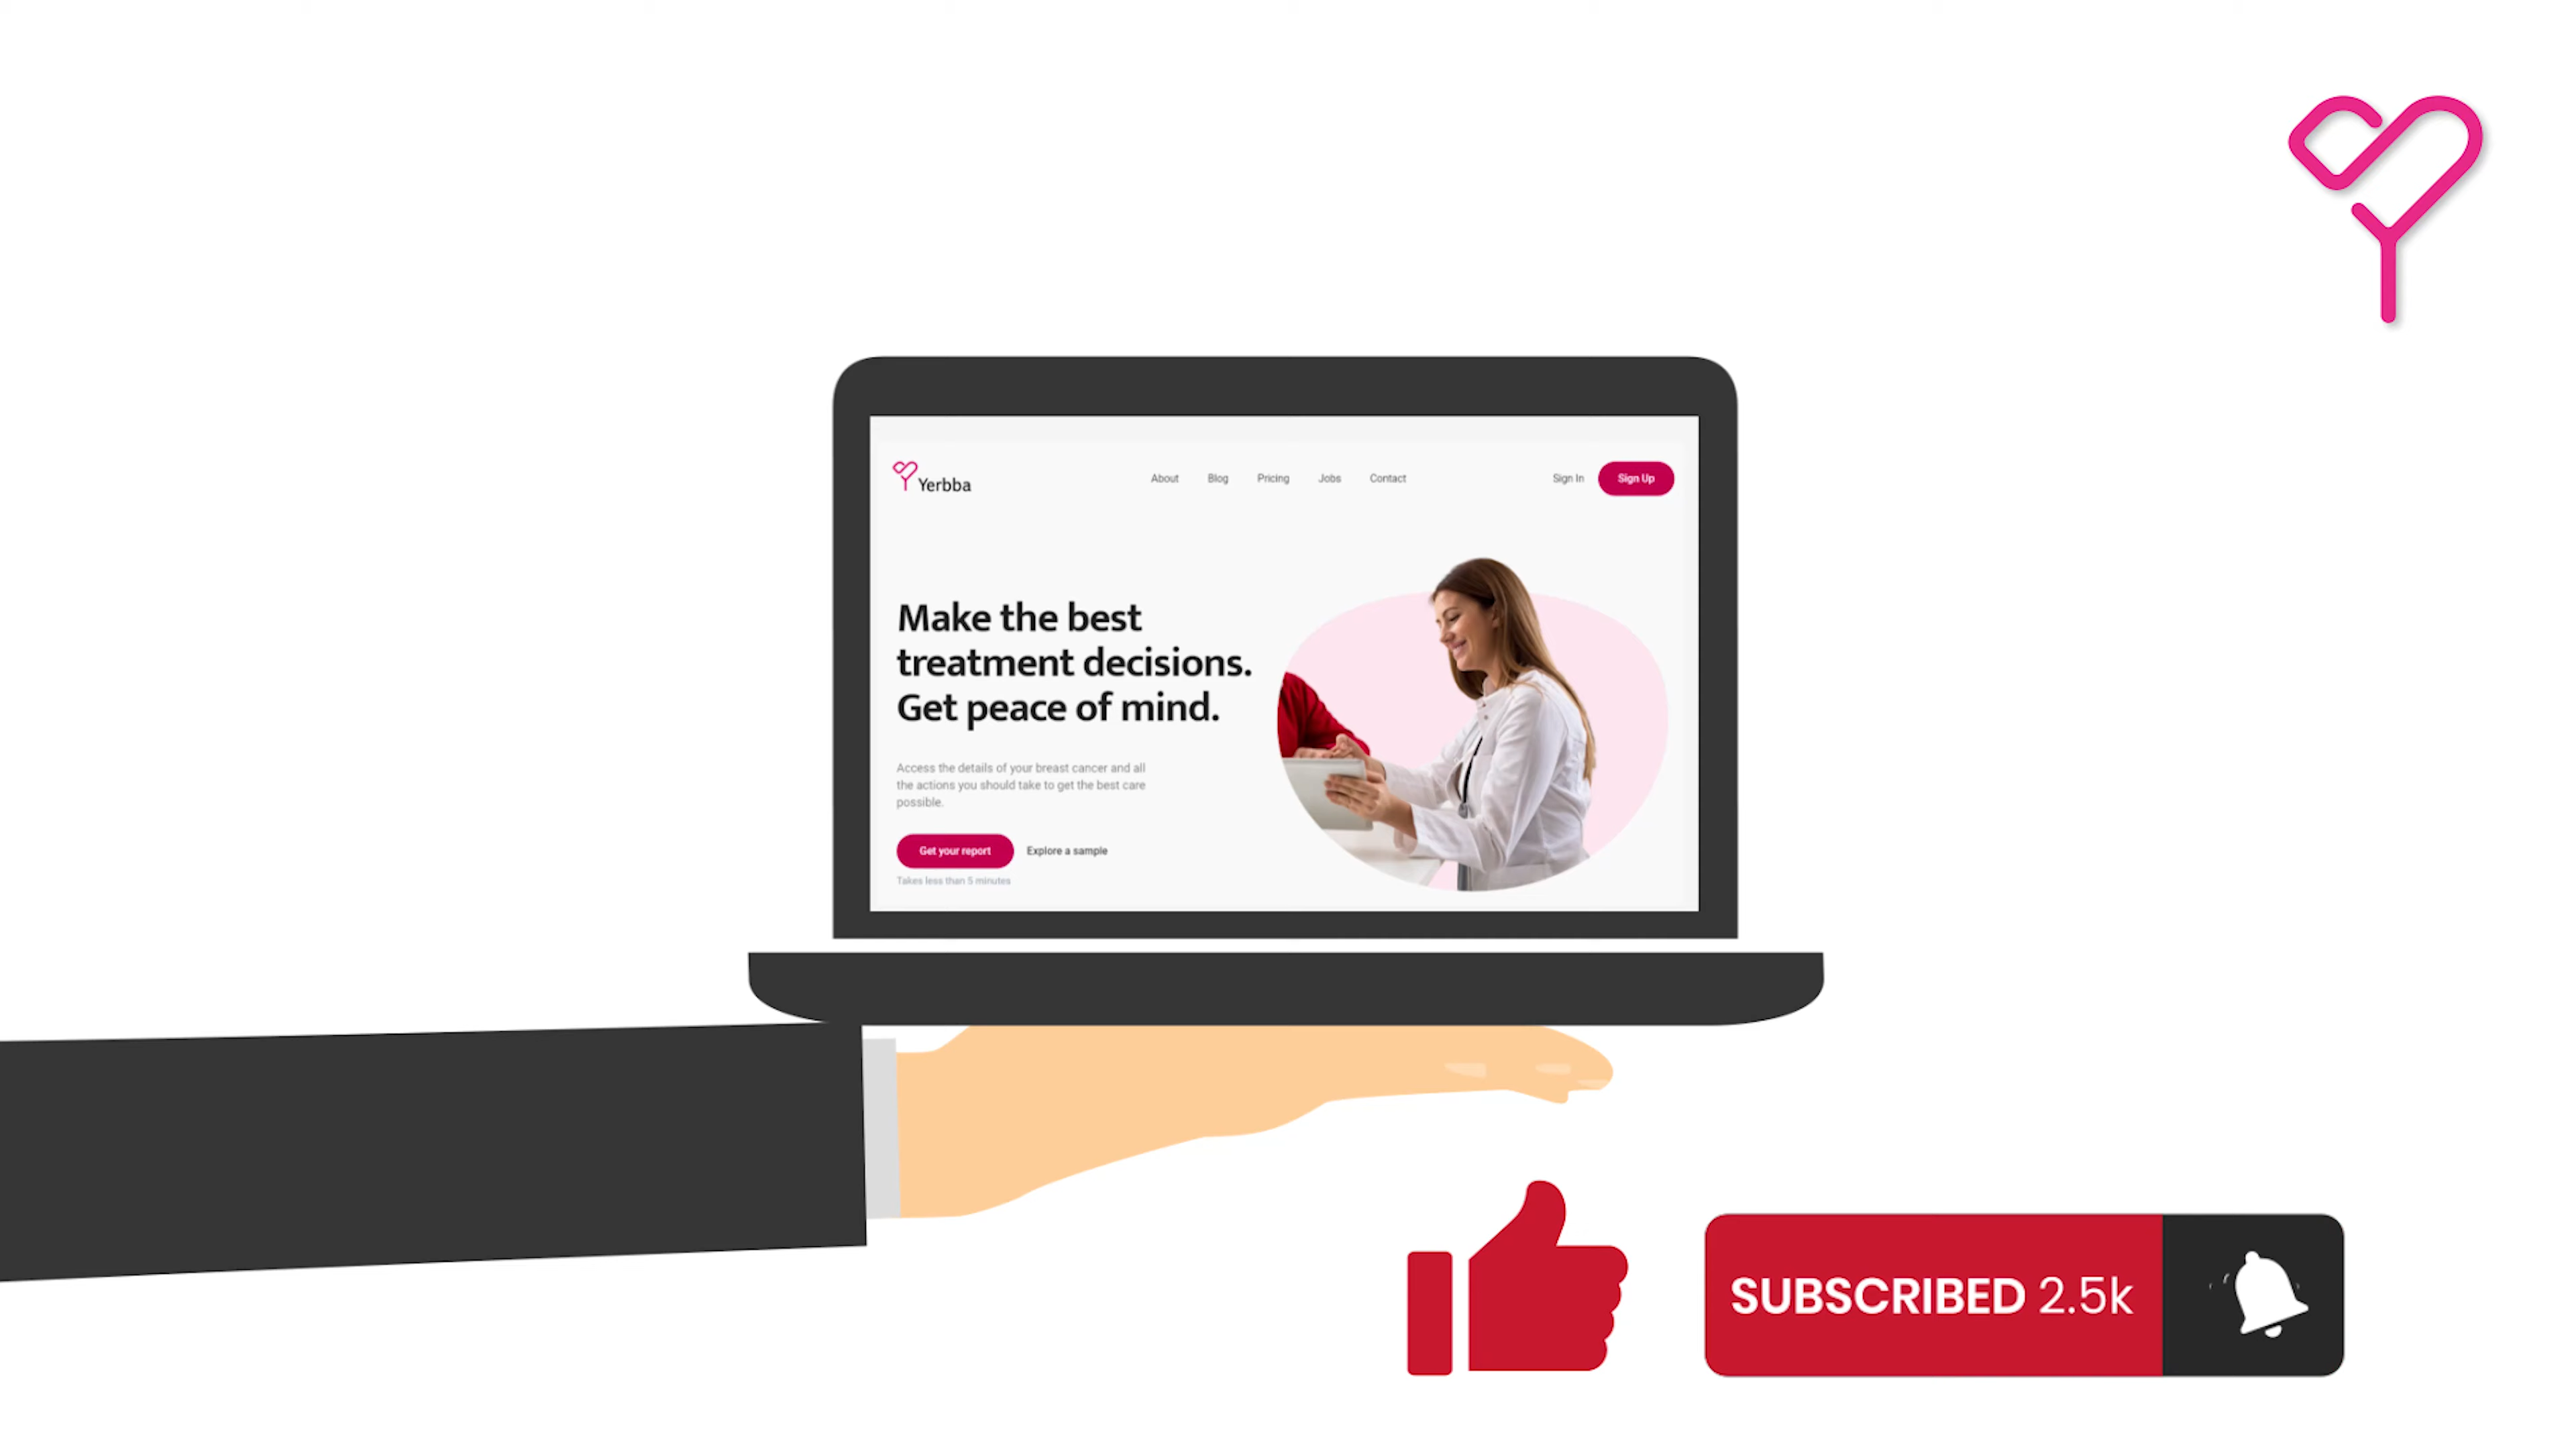 Yerbba
About Blog Pricing Jobs Contact
Sign In Sign Up
Make the best
treatment decisions.
Get peace of mind.
Access the details of your breast cancer and all
the actions you should take to get the best care
possible.
Get your report Explore a sample
Takes less than 5 minutes
SUBSCRIBED 2.5k